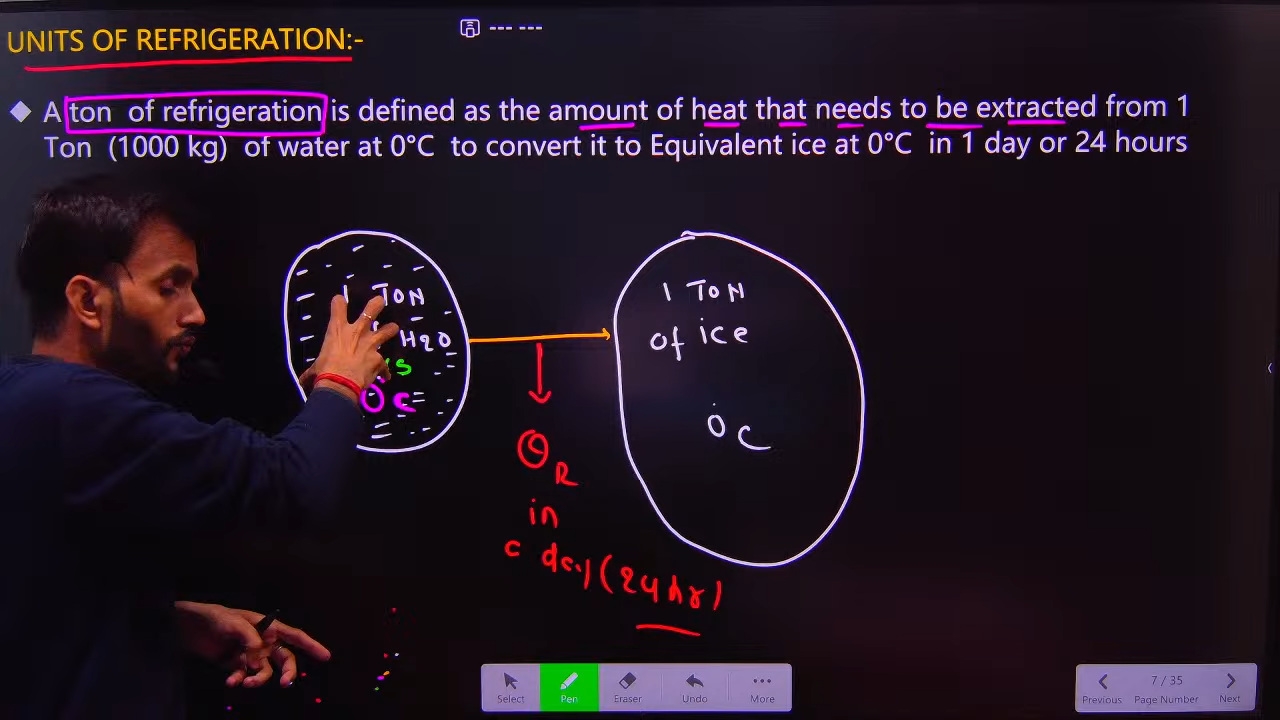 UNITS OF REFRIGERATION:-
◆ A ton of refrigeration is defined as the amount of heat that needs to be extracted from 1
Ton (1000 kg) of water at 0°C to convert it to Equivalent ice at 0°C in 1 day or 24 hours
1 TON
H2O
0°C
1 TON
of ice
0°C
QR
in
a day (24hr)
Select
Pen
Eraser
Undo
More
7 / 35
Previous
Page Number
Next